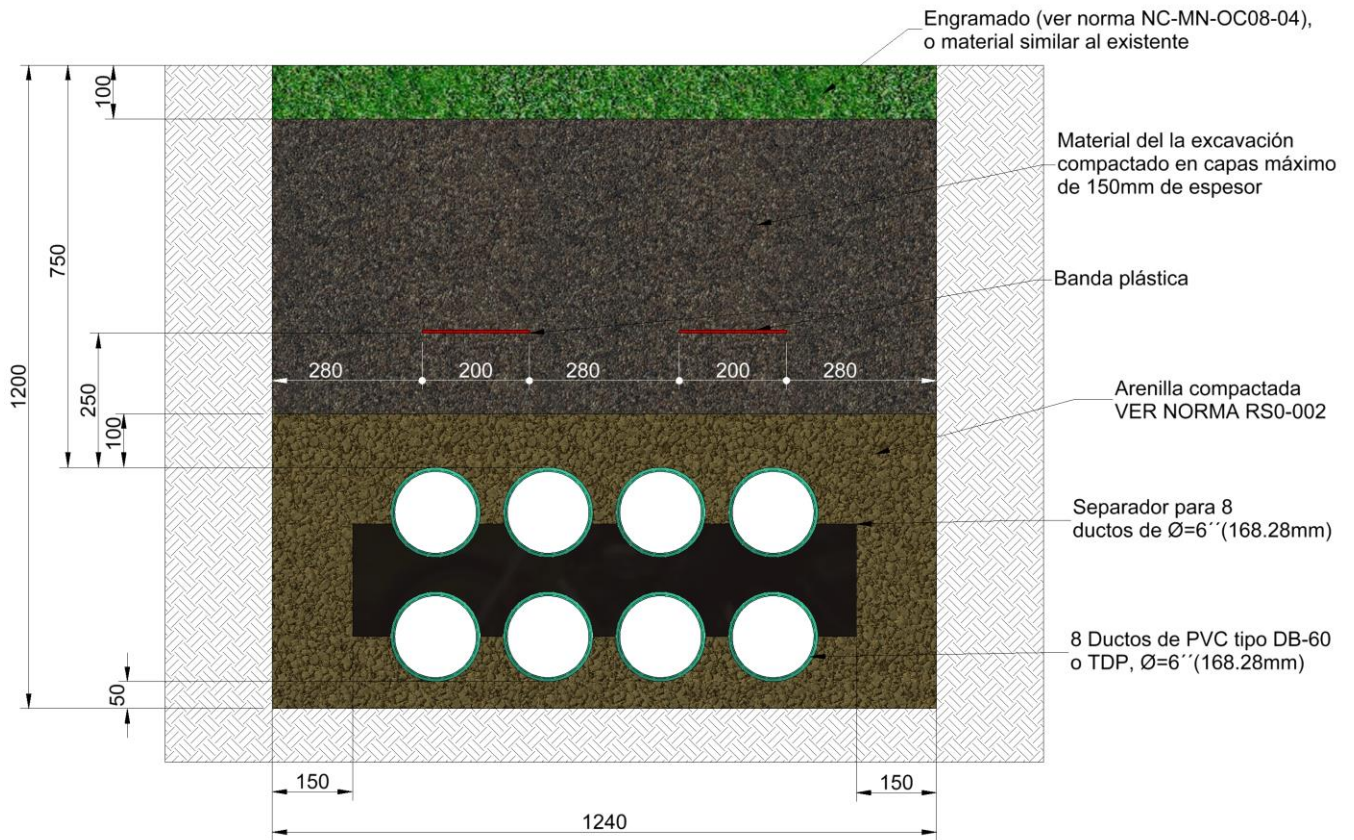 Engramado (ver norma NC-MN-OC08-04),
o material similar al existente
100
Material del la excavación
compactado en capas máximo
de 150mm de espesor
750
Banda plástica
1200
250
280
200
280
200
280
100
Arenilla compactada
VER NORMA RS0-002
Separador para 8
ductos de Ø=6´´(168.28mm)
8 Ductos de PVC tipo DB-60
o TDP, Ø=6´´(168.28mm)
50
150
150
1240